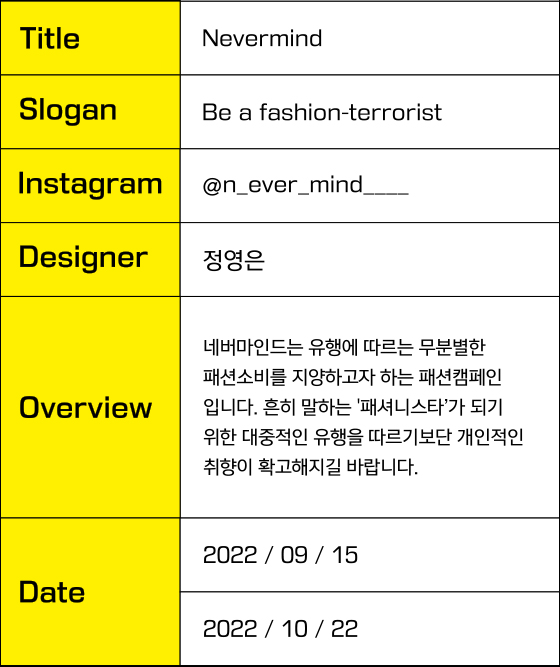 Title
Nevermind
Slogan
Be a fashion-terrorist
Instagram
@n_ever_mind____
Designer
정영은
Overview
네버마인드는 유행에 따르는 무분별한
패션소비를 지양하고자 하는 패션캠페인
입니다. 흔히 말하는 '패셔니스타'가 되기
위한 대중적인 유행을 따르기보단 개인적인
취향이 확고해지길 바랍니다.
Date
2022 / 09 / 15
2022 / 10 / 22